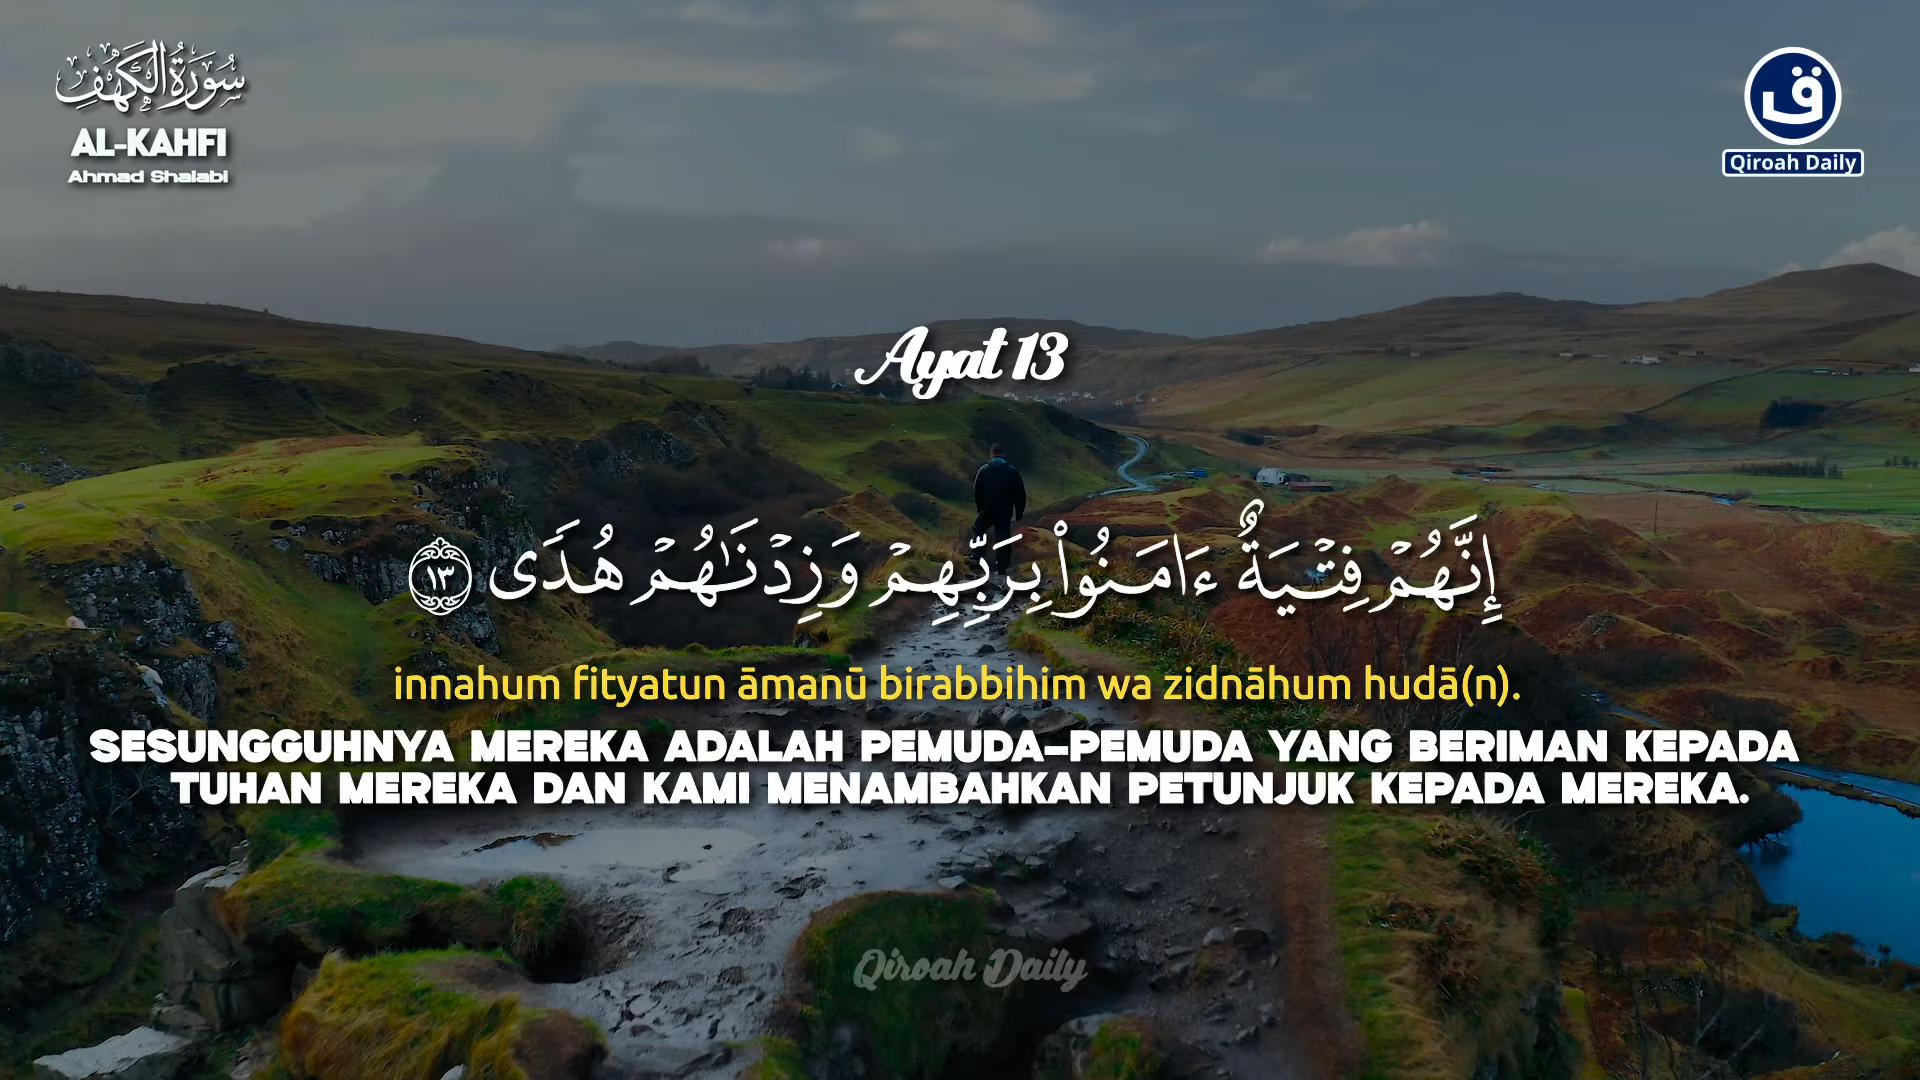 سُورَةُ الْكَهْفِ
AL-KAHFI
Ahmad Shalabi
ق
Qiroah Daily
Ayat 13
إِنَّهُمْ فِتْيَةٌ ءَامَنُوا۟ بِرَبِّهِمْ وَزِدْنَـٰهُمْ هُدًى ١٣
innahum fityatun āmanū birabbihim wa zidnāhum hudā(n).
SESUNGGUHNYA MEREKA ADALAH PEMUDA-PEMUDA YANG BERIMAN KEPADA
TUHAN MEREKA DAN KAMI MENAMBAHKAN PETUNJUK KEPADA MEREKA.
Qiroah Daily